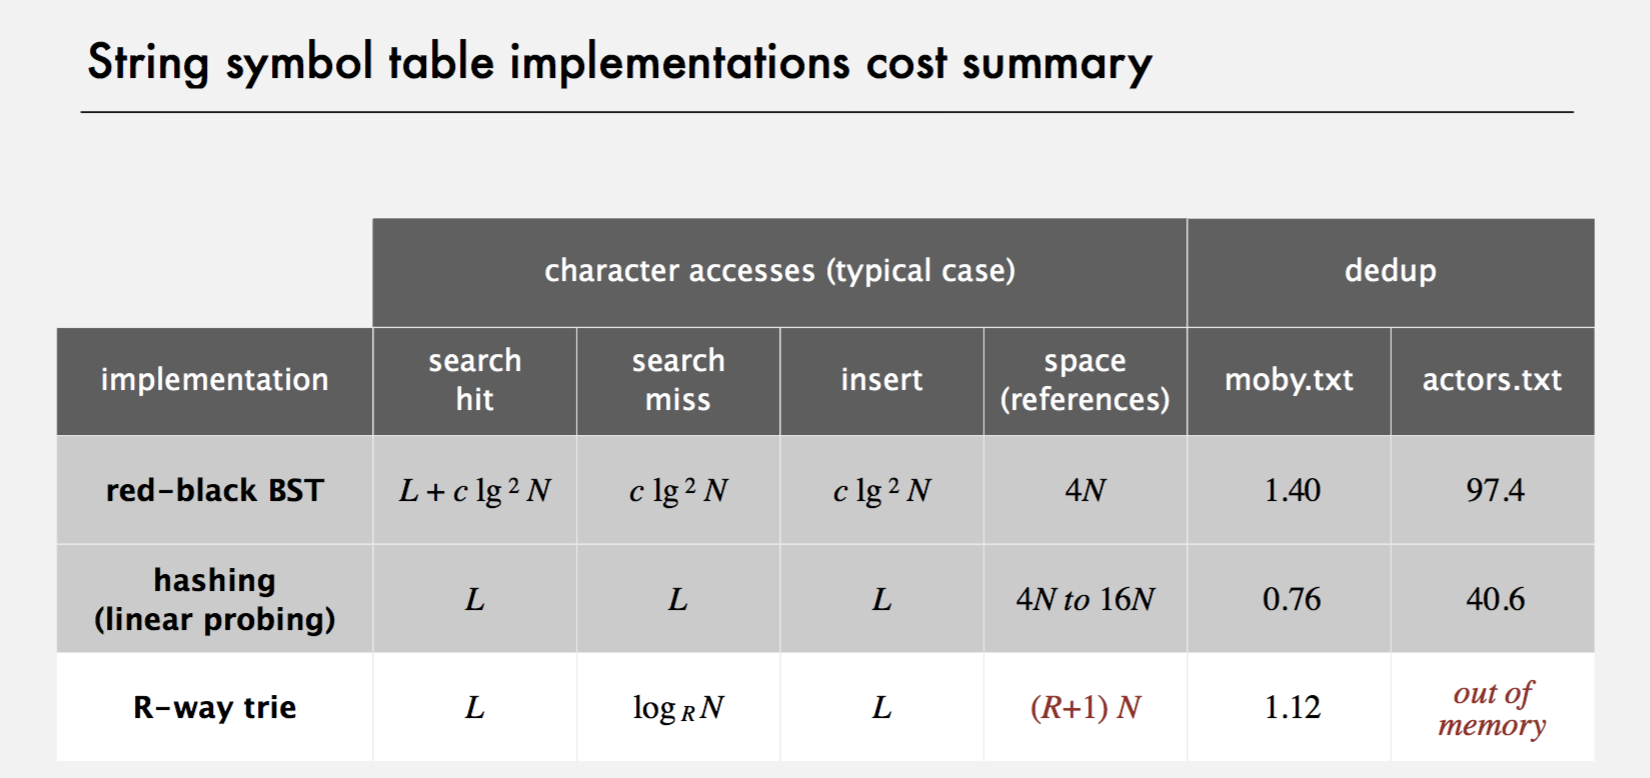 String symbol table implementations cost summary
character accesses (typical case) dedup
implementation search hit search miss insert space (references) moby.txt actors.txt
red-black BST L + c lg ² N c lg ² N c lg ² N 4N 1.40 97.4
hashing (linear probing) L L L 4N to 16N 0.76 40.6
R-way trie L log R N L (R+1) N 1.12 out of memory